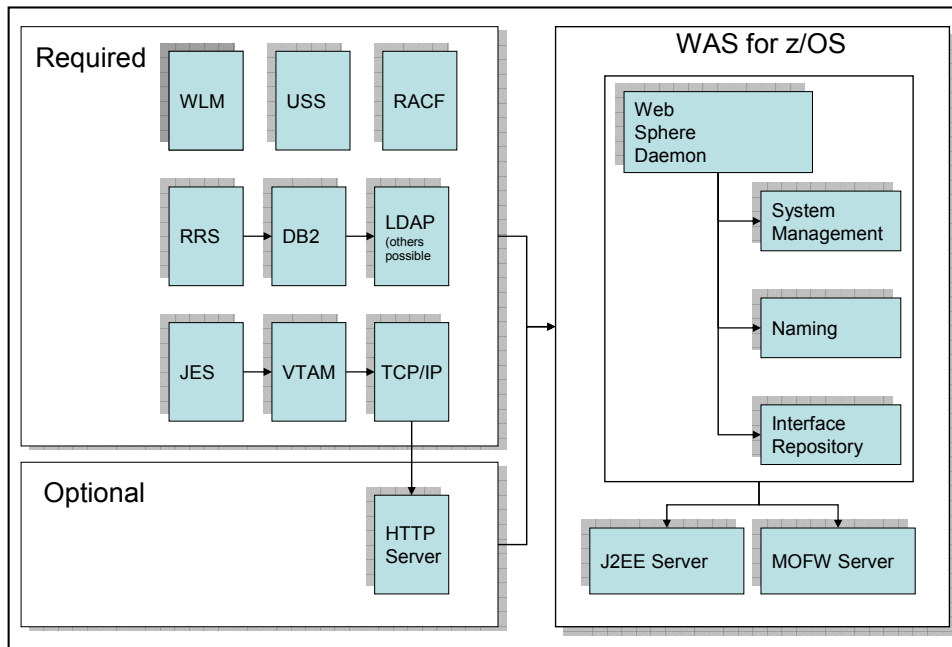 Required
WLM
USS
RACF
RRS
DB2
LDAP
(others
possible
JES
VTAM
TCP/IP
Optional
HTTP
Server
WAS for z/OS
Web
Sphere
Daemon
System
Management
Naming
Interface
Repository
J2EE Server
MOFW Server